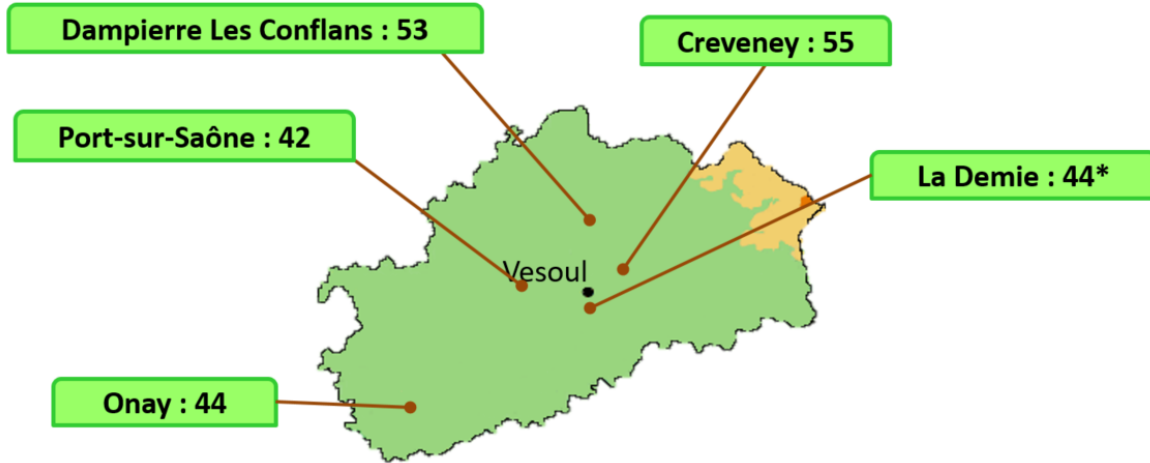 Dampierre Les Conflans : 53
Creveney : 55
Port-sur-Saône : 42
La Demie : 44*
Vesoul
Onay : 44